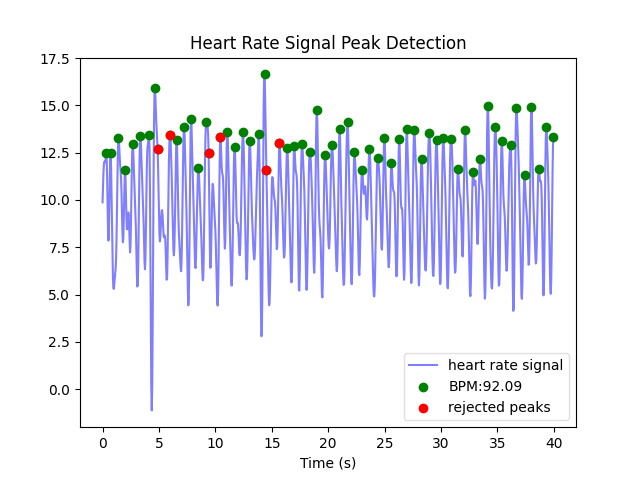 Heart Rate Signal Peak Detection
17.5
15.0
12.5
10.0
7.5
5.0
2.5
0.0
heart rate signal
BPM:92.09
rejected peaks
0 5 10 15 20 25 30 35 40
Time (s)